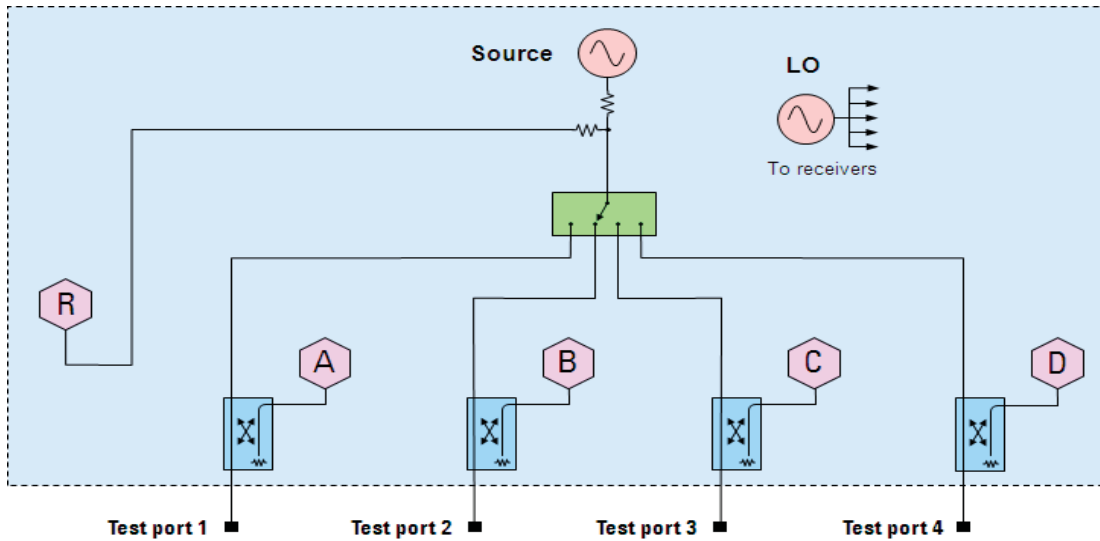 Source
LO
To receivers
R
A
B
C
D
Test port 1
Test port 2
Test port 3
Test port 4